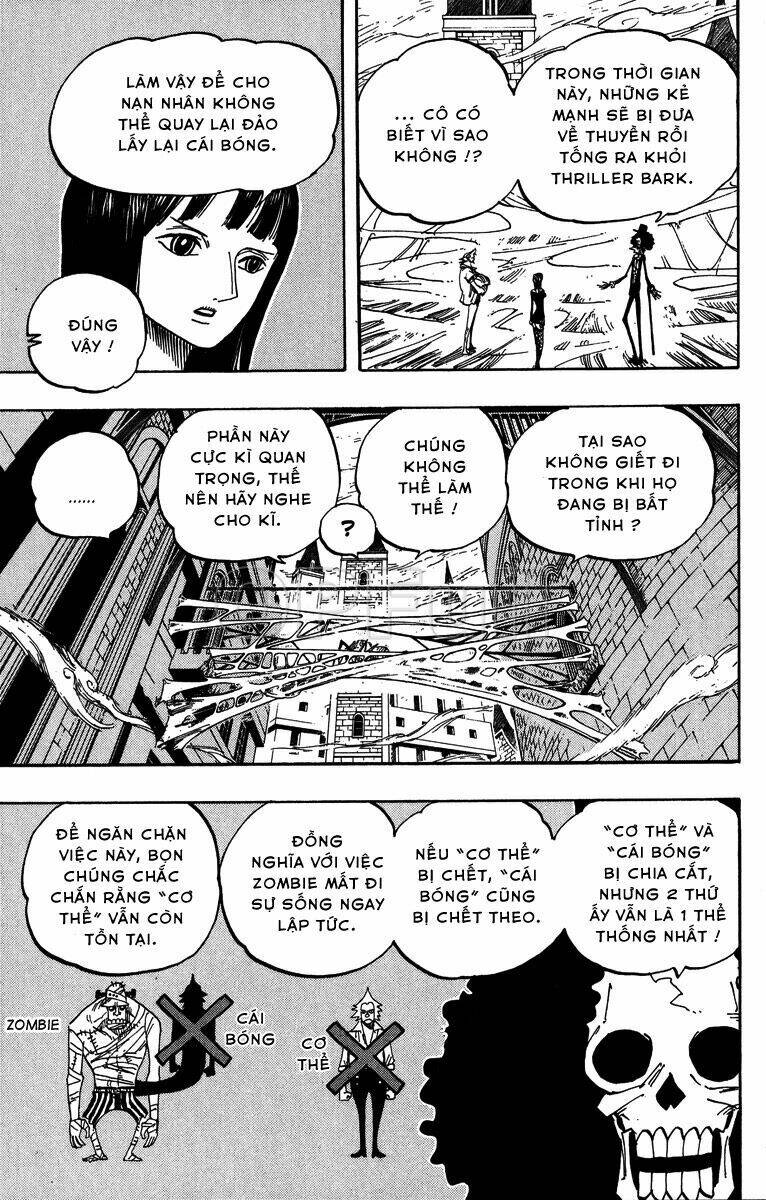 TRONG THỜI GIAN
NÀY, NHỮNG KẺ
MẠNH SẼ BỊ ĐƯA
VỀ THUYỀN RỒI
TỐNG RA KHỎI
THRILLER BARK.
... CÔ CÓ
BIẾT VÌ SAO
KHÔNG !?
LÀM VẬY ĐỂ CHO
NẠN NHÂN KHÔNG
THỂ QUAY LẠI ĐẢO
LẤY LẠI CÁI BÓNG.
ĐÚNG
VẬY !
TẠI SAO
KHÔNG GIẾT ĐI
TRONG KHI HỌ
ĐANG BỊ BẤT
TỈNH ?
CHÚNG
KHÔNG
THỂ LÀM
THẾ !
?
PHẦN NÀY
CỰC KÌ QUAN
TRỌNG, THẾ
NÊN HÃY NGHE
CHO KĨ.
......
“CƠ THỂ” VÀ
“CÁI BÓNG”
BỊ CHIA CẮT,
NHƯNG 2 THỨ
ẤY VẪN LÀ 1 THỂ
THỐNG NHẤT !
NẾU “CƠ THỂ”
BỊ CHẾT, “CÁI
BÓNG” CŨNG
BỊ CHẾT THEO.
ĐỒNG
NGHĨA VỚI VIỆC
ZOMBIE MẤT ĐI
SỰ SỐNG NGAY
LẬP TỨC.
ĐỂ NGĂN CHẶN
VIỆC NÀY, BỌN
CHÚNG CHẮC
CHẮN RẰNG “CƠ
THỂ” VẪN CÒN
TỒN TẠI.
CƠ
THỂ
CÁI
BÓNG
ZOMBIE